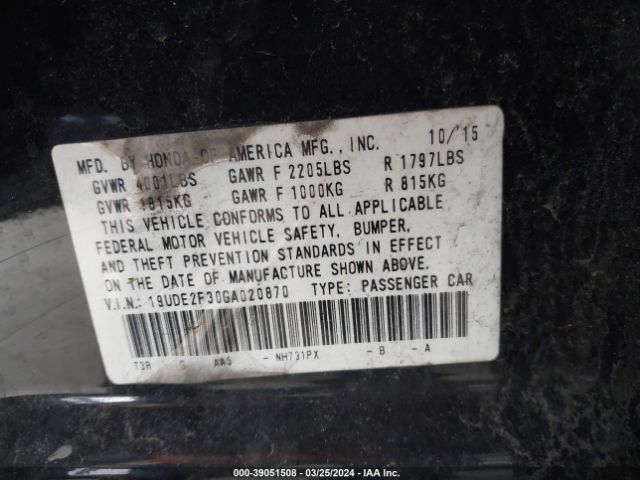 MFD. BY HONDA OF AMERICA MFG., INC. 10/'15
GVWR 4001LBS GAWR F 2205LBS R 1797LBS
GVWR 1815KG GAWR F 1000KG R 815KG
THIS VEHICLE CONFORMS TO ALL APPLICABLE
FEDERAL MOTOR VEHICLE SAFETY, BUMPER,
AND THEFT PREVENTION STANDARDS IN EFFECT
ON THE DATE OF MANUFACTURE SHOWN ABOVE.
V.I.N.: 19UDE2F30GA020870 TYPE: PASSENGER CAR
T3R G AA5 - NH731PX - B - A
000-39051508 - 03/25/2024 - IAA Inc.